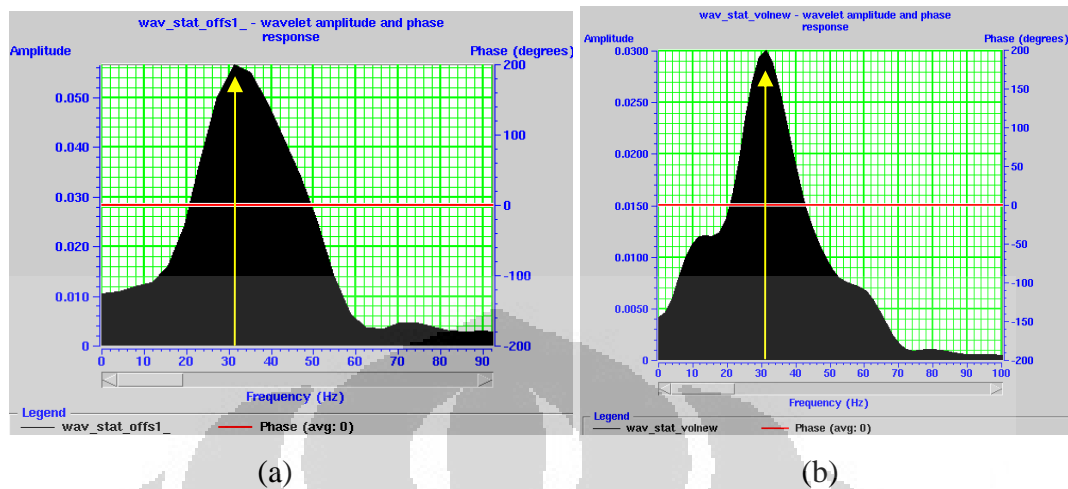 wav_stat_offs1_ - wavelet amplitude and phase
response
Amplitude
Phase (degrees)
0.050
0.040
0.030
0.020
0.010
0
200
100
0
-100
-200
0 10 20 30 40 50 60 70 80 90
Frequency (Hz)
Legend
wav_stat_offs1_
Phase (avg: 0)
(a)
wav_stat_volnew - wavelet amplitude and phase
response
Amplitude
Phase (degrees)
0.0300
0.0250
0.0200
0.0150
0.0100
0.0050
0
200
150
100
50
0
-50
-100
-150
-200
0 10 20 30 40 50 60 70 80 90 100
Frequency (Hz)
Legend
wav_stat_volnew
Phase (avg: 0)
(b)